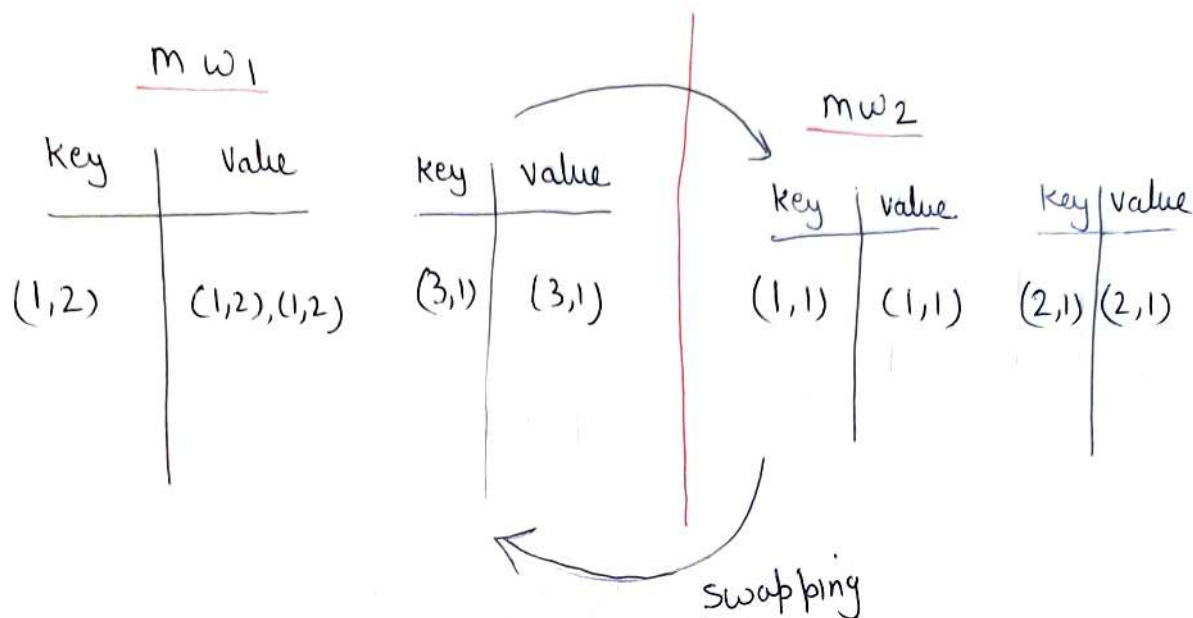 mw1
key value
(1,2) (1,2),(1,2)
key value
(3,1) (3,1)
mw2
key value
(1,1) (1,1)
key value
(2,1) (2,1)
swapping